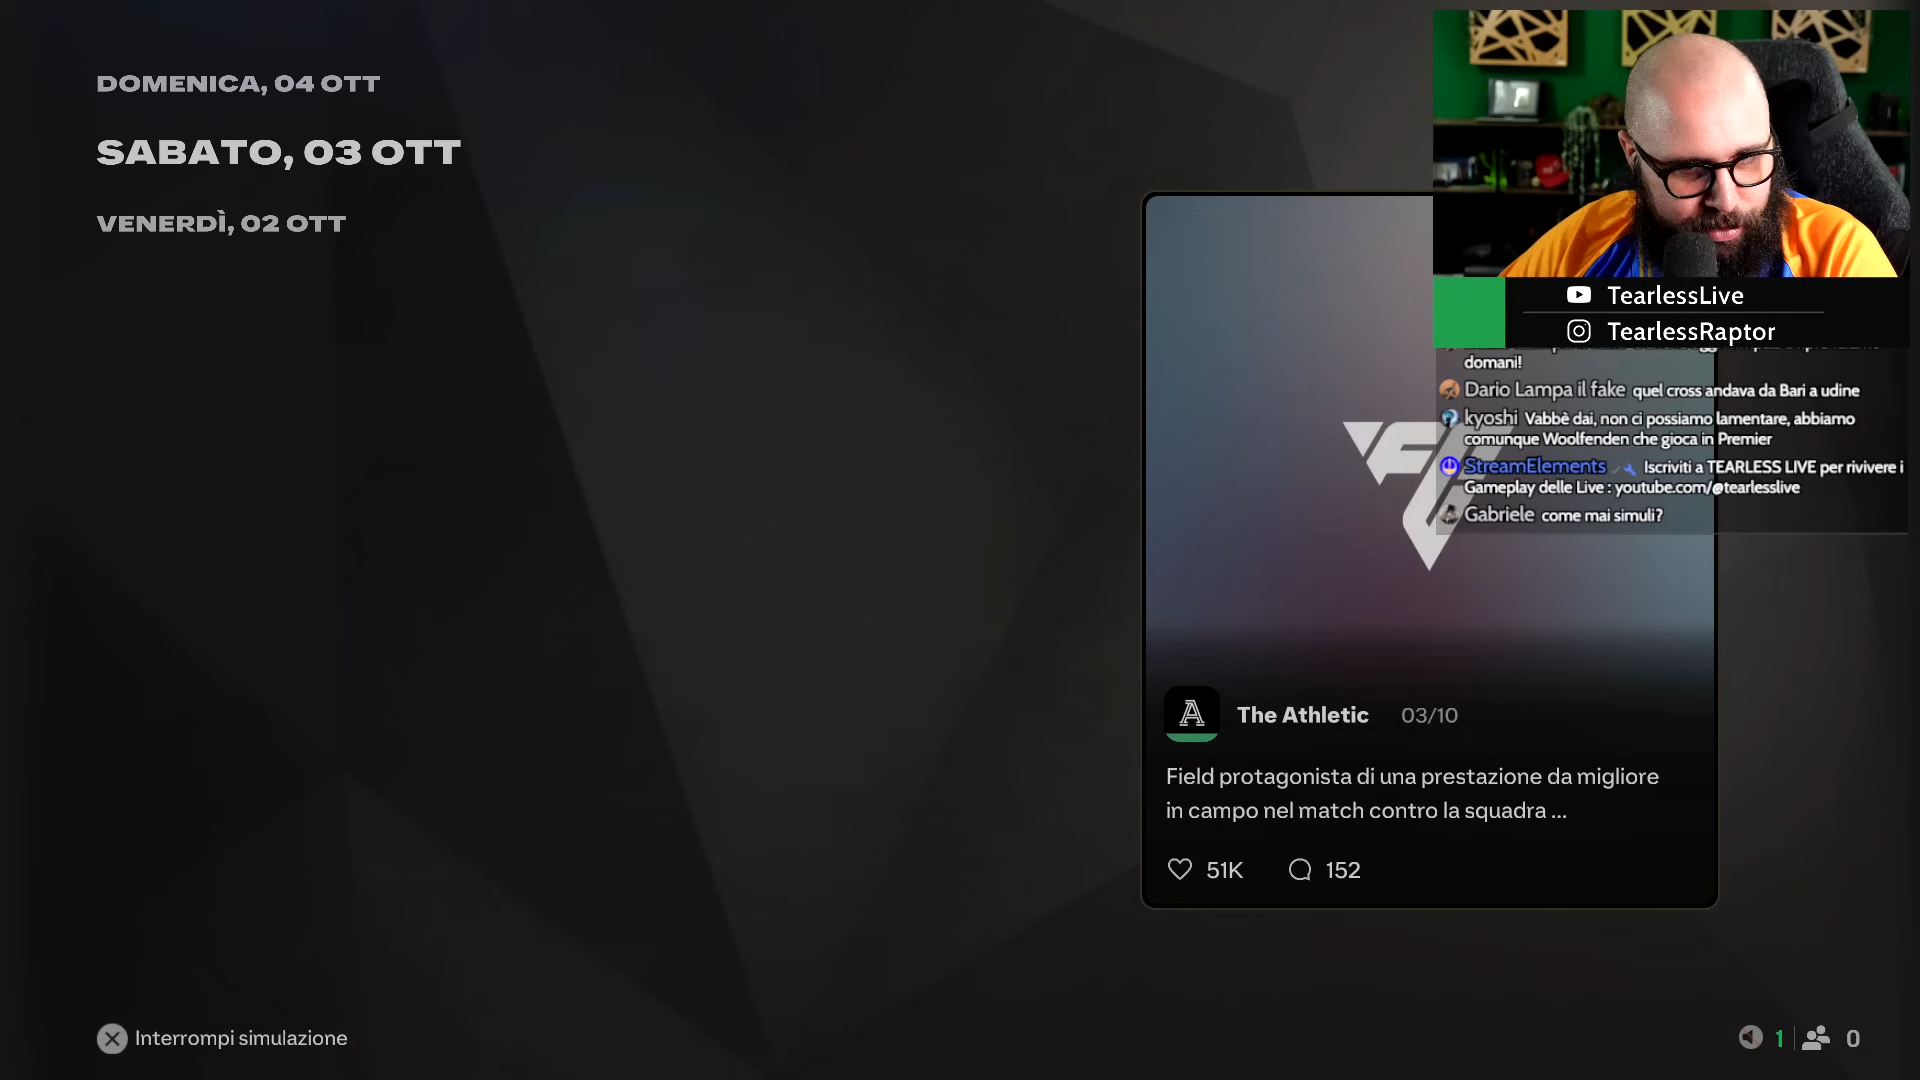 DOMENICA, 04 OTT
SABATO, 03 OTT
VENERDÌ, 02 OTT
TearlessLive
TearlessRaptor
domani!
Dario Lampa il fake quel cross andava da Bari a udine
kyoshi Vabbè dai, non ci possiamo lamentare, abbiamo
comunque Woolfenden che gioca in Premier
StreamElements Iscriviti a TEARLESS LIVE per rivivere i
Gameplay delle Live : youtube.com/@tearlesslive
Gabriele come mai simuli?
The Athletic 03/10
Field protagonista di una prestazione da migliore
in campo nel match contro la squadra ...
51K 152
Interrompi simulazione
1 0